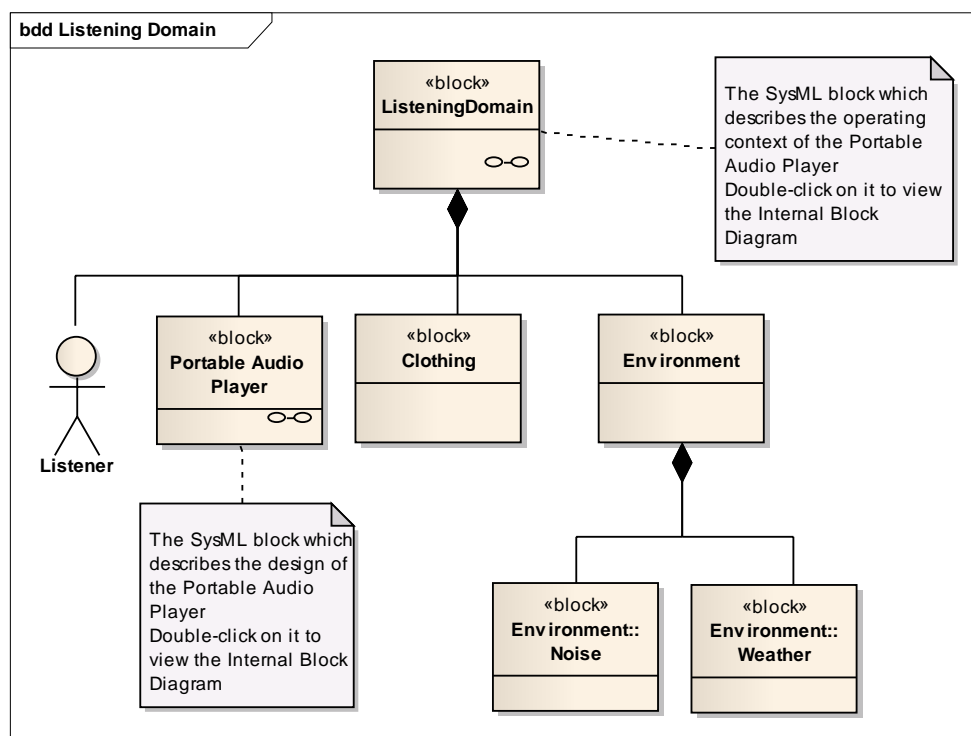 bdd Listening Domain
«block»
ListeningDomain
The SysML block which
describes the operating
context of the Portable
Audio Player
Double-click on it to view
the Internal Block
Diagram
Listener
«block»
Portable Audio
Player
«block»
Clothing
«block»
Environment
The SysML block which
describes the design of
the Portable Audio
Player
Double-click on it to
view the Internal Block
Diagram
«block»
Environment::
Noise
«block»
Environment::
Weather